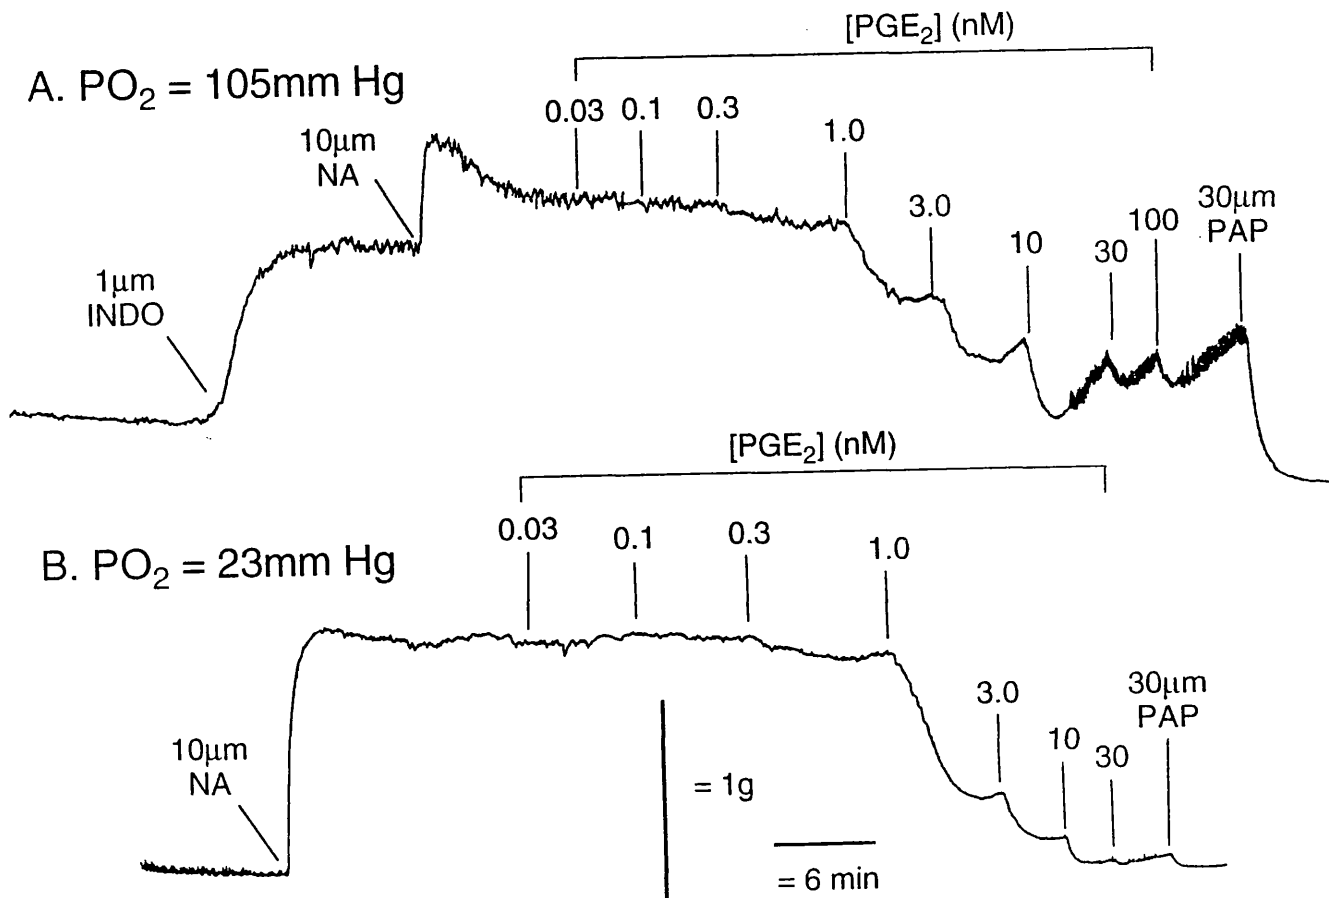 [PGE₂] (nM)
A. PO₂ = 105mm Hg
0.03 0.1 0.3 1.0 3.0 10 30 100
10μm
NA
30μm
PAP
1μm
INDO
[PGE₂] (nM)
B. PO₂ = 23mm Hg
0.03 0.1 0.3 1.0 3.0 10 30
10μm
NA
30μm
PAP
= 1g
= 6 min